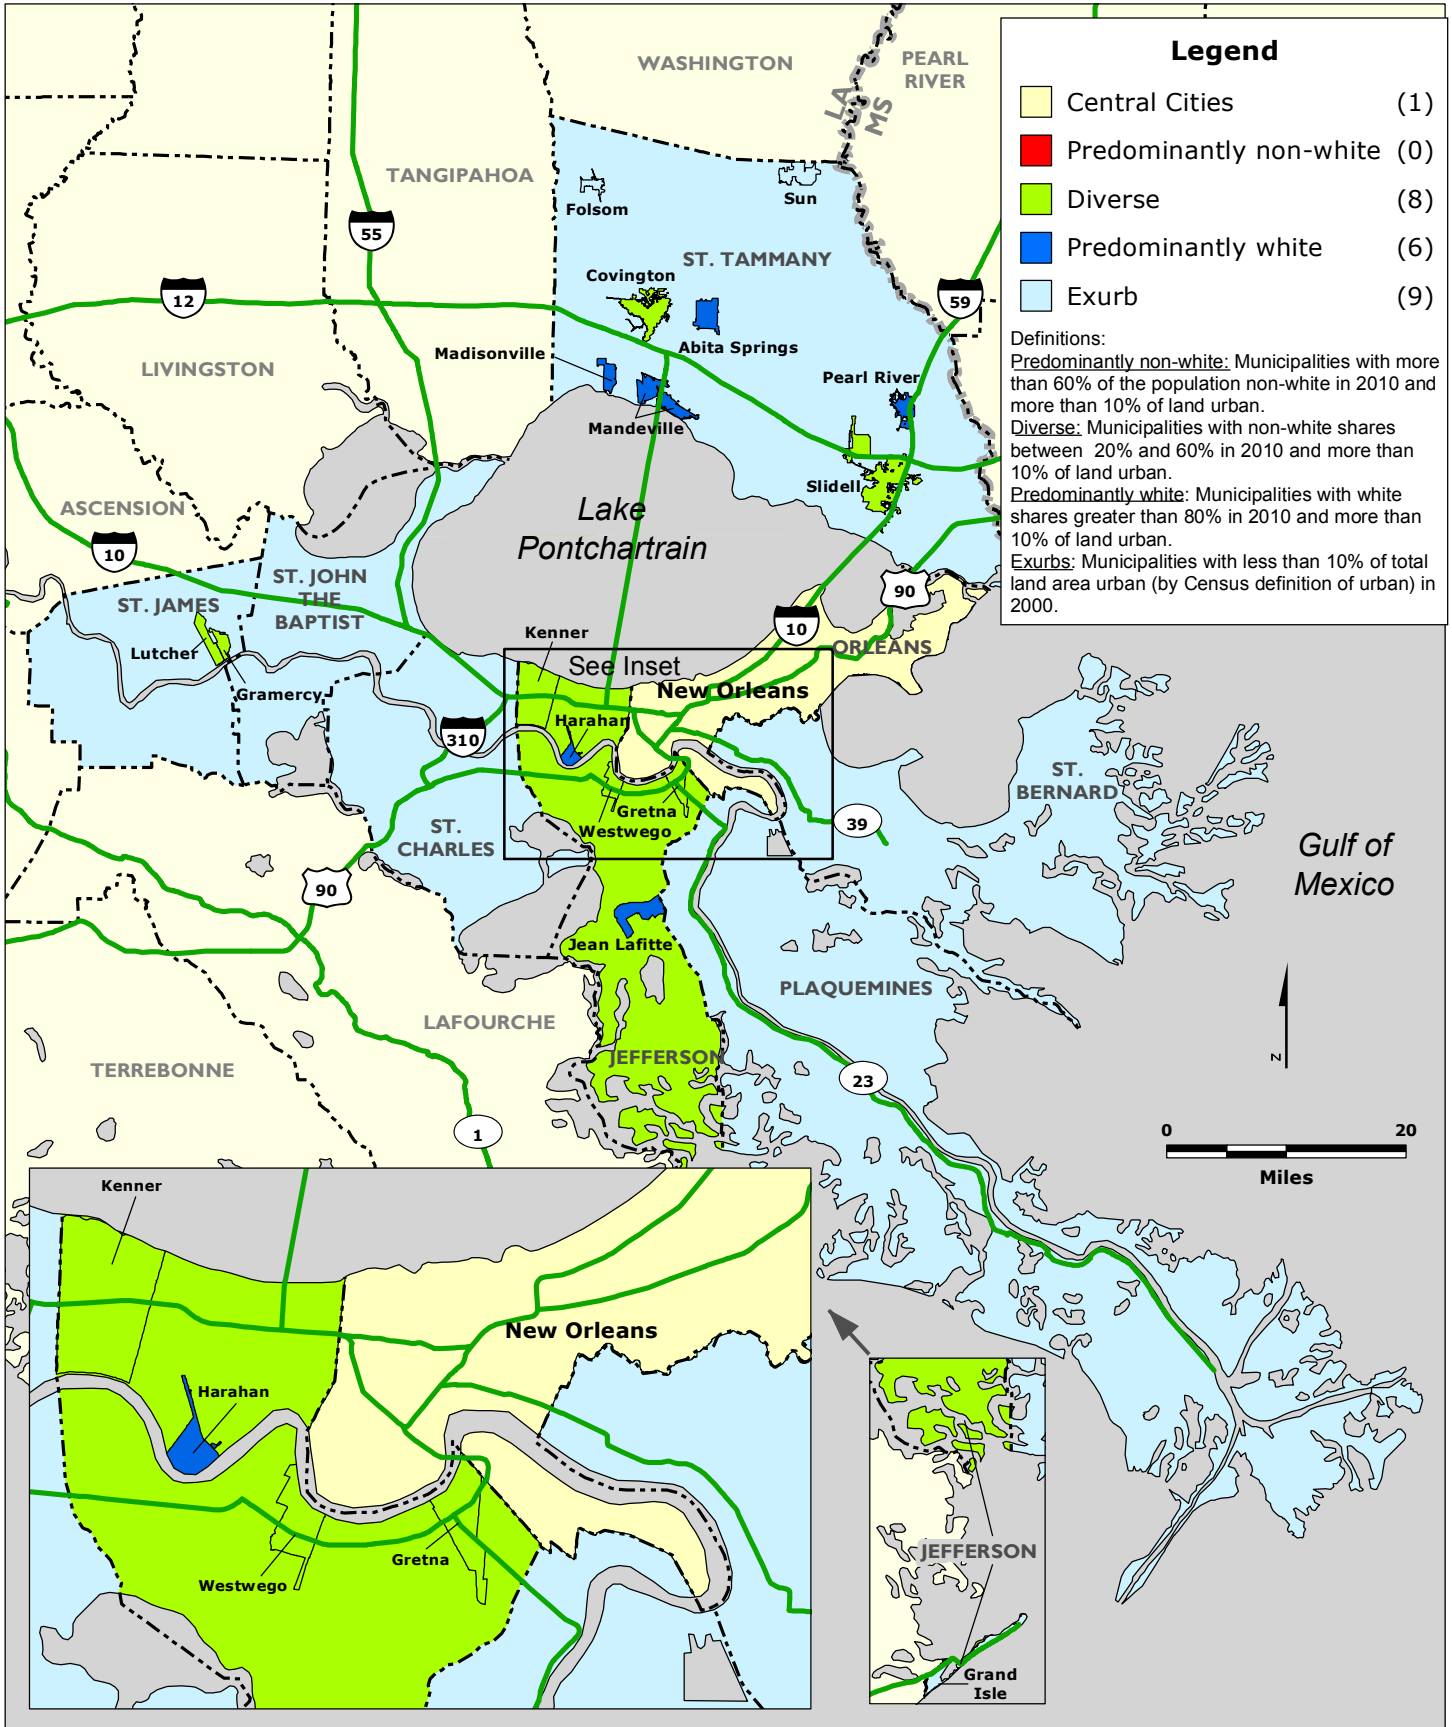 Legend
Central Cities (1)
Predominantly non-white (0)
Diverse (8)
Predominantly white (6)
Exurb (9)
Definitions:
Predominantly non-white: Municipalities with more
than 60% of the population non-white in 2010 and
more than 10% of land urban.
Diverse: Municipalities with non-white shares
between 20% and 60% in 2010 and more than
10% of land urban.
Predominantly white: Municipalities with white
shares greater than 80% in 2010 and more than
10% of land urban.
Exurbs: Municipalities with less than 10% of total
land area urban (by Census definition of urban) in
2000.
WASHINGTON
PEARL
RIVER
LA
MS
TANGIPAHOA
Folsom
Sun
55
ST. TAMMANY
Covington
12
59
Abita Springs
Madisonville
LIVINGSTON
Pearl River
Mandeville
Slidell
ASCENSION
Lake
Pontchartrain
10
ST. JOHN
THE
BAPTIST
90
ST. JAMES
10
Kenner
ORLEANS
Lutcher
See Inset
Gramercy
New Orleans
Harahan
310
ST.
BERNARD
Gretna
Westwego
39
ST.
CHARLES
Gulf of
Mexico
90
Jean Lafitte
PLAQUEMINES
LAFOURCHE
JEFFERSON
N
TERREBONNE
23
1
0 20
Miles
Kenner
New Orleans
Harahan
Gretna
Westwego
JEFFERSON
Grand
Isle